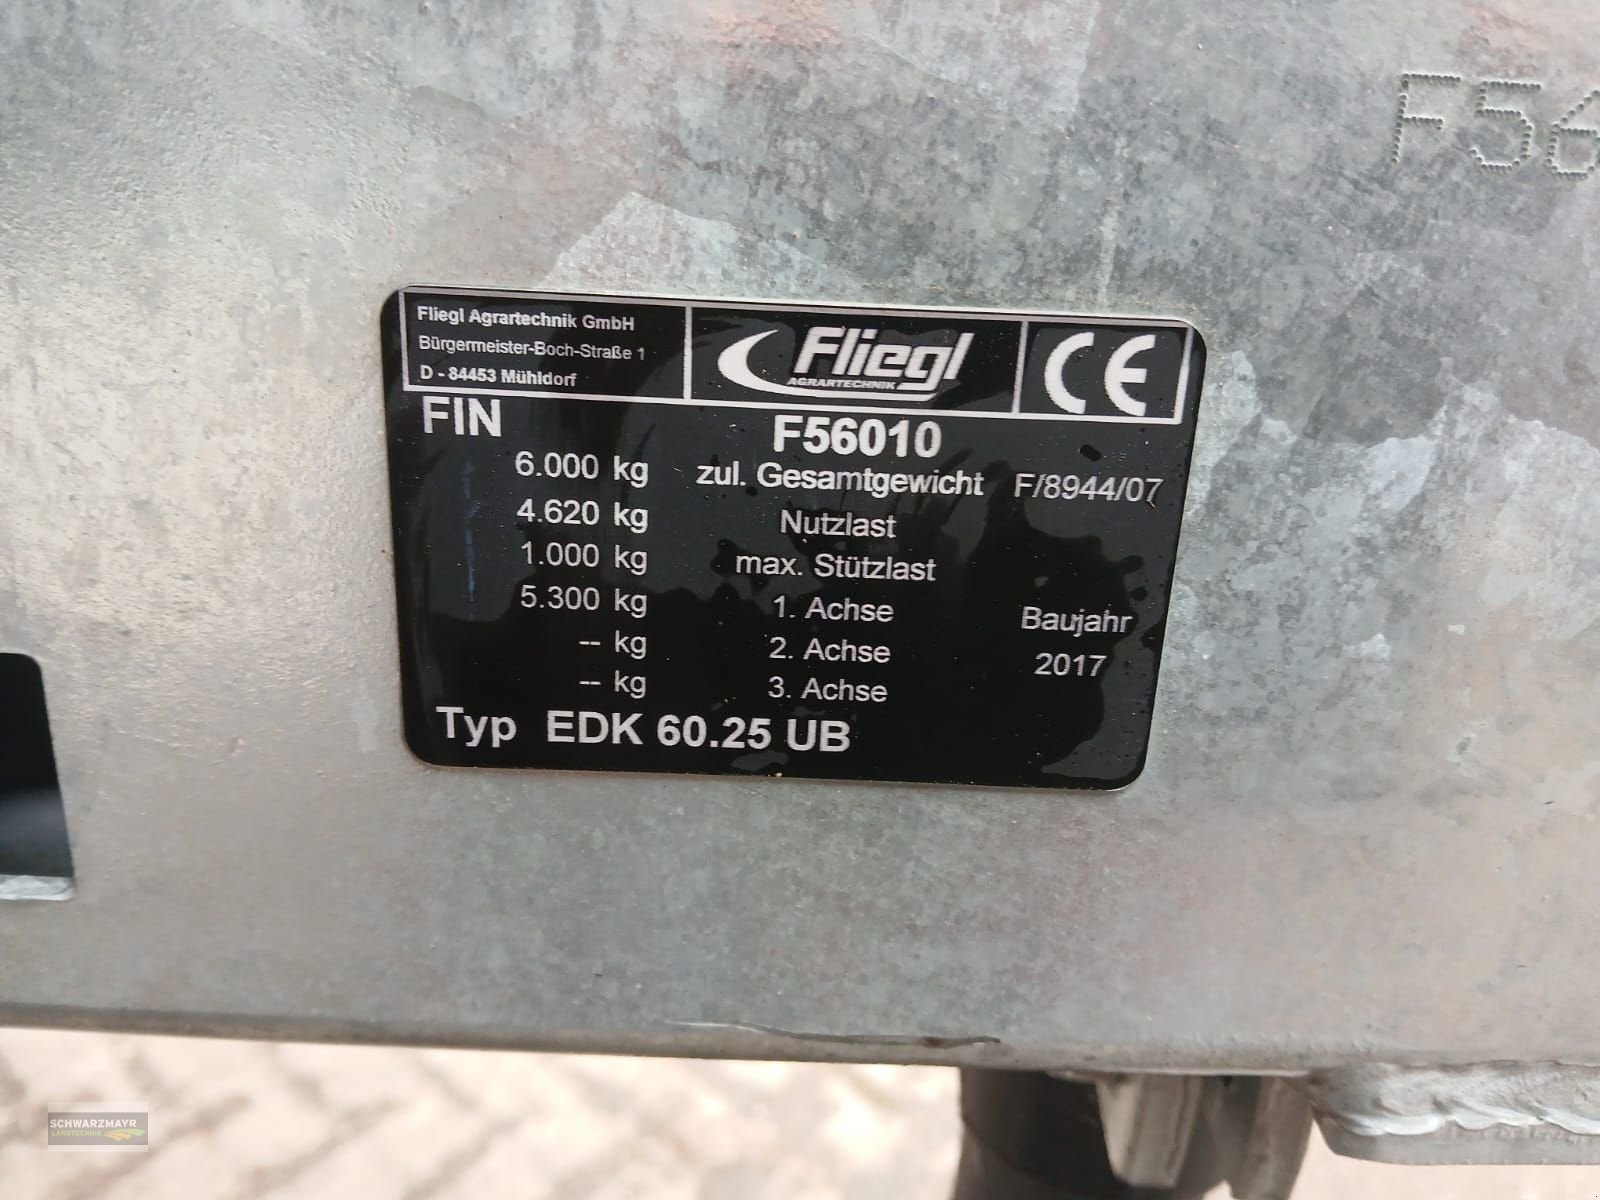 F56
Fliegl Agrartechnik GmbH
Bürgermeister-Boch-Straße 1
D - 84453 Mühldorf
Fliegl
AGRARTECHNIK
CE
FIN F56010
6.000 kg zul. Gesamtgewicht F/8944/07
4.620 kg Nutzlast
1.000 kg max. Stützlast
5.300 kg 1. Achse Baujahr
-- kg 2. Achse 2017
-- kg 3. Achse
Typ EDK 60.25 UB
SCHWARZMAYR
LANDTECHNIK